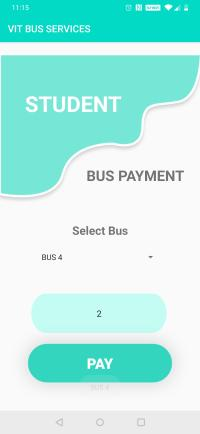 11:15
VIT BUS SERVICES
STUDENT
BUS PAYMENT
Select Bus
BUS 4
2
PAY
BUS 4